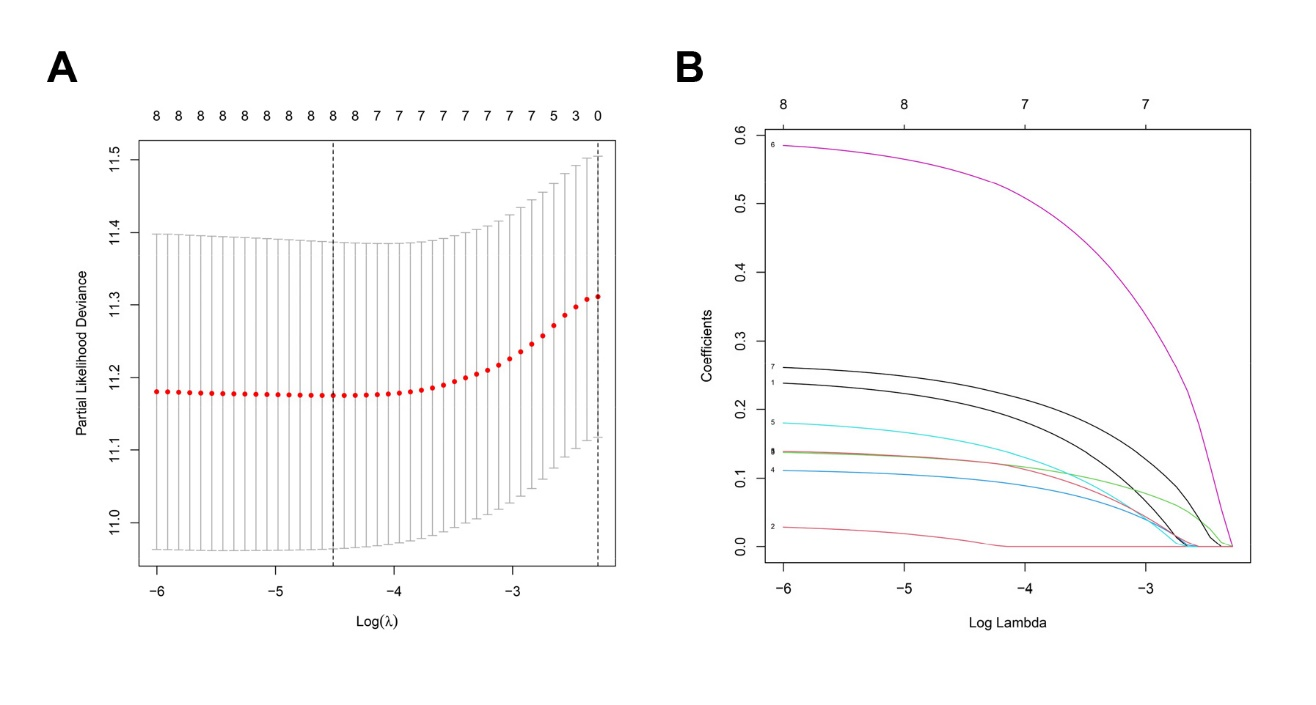 A
8 8 8 8 8 8 8 8 8 8 7 7 7 7 7 7 7 7 5 3 0
11.5
11.4
11.3
11.2
11.1
11.0
Partial Likelihood Deviance
−6 −5 −4 −3
Log(λ)
B
8 8 7 7
0.6
0.5
0.4
0.3
0.2
0.1
0.0
Coefficients
6
7
1
5
4
2
−6 −5 −4 −3
Log Lambda